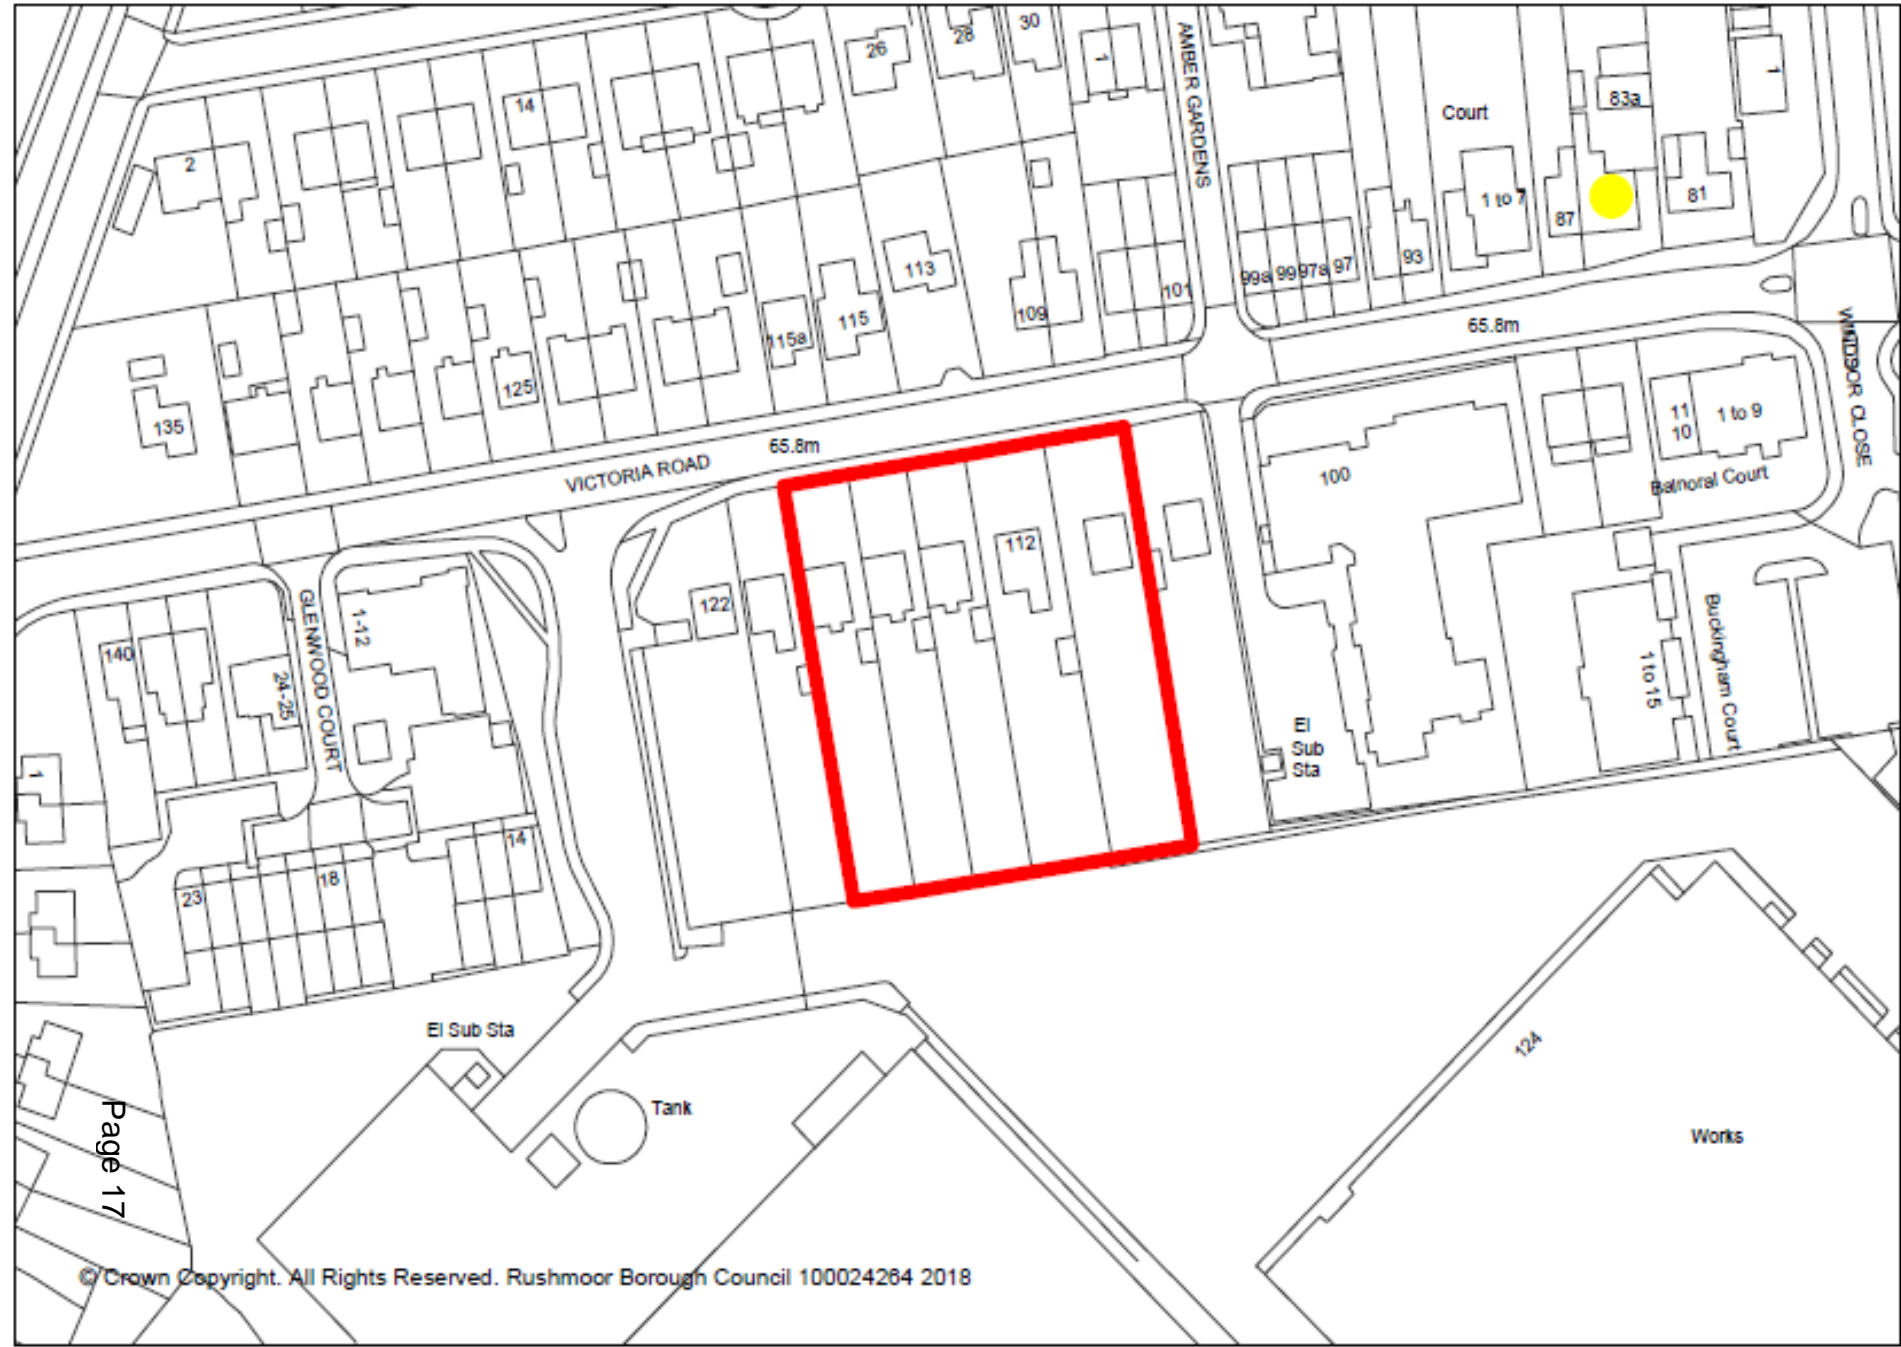 26
28
30
1
AMBER GARDENS
Court
83a
1
14
2
1 to 7
87
81
113
115
115a
109
101
99a
99
97a
97
93
65.8m
WINDSOR CLOSE
125
135
65.8m
VICTORIA ROAD
100
11
10
1 to 9
Balmoral Court
112
122
GLENWOOD COURT
1-12
140
24-25
1 to 15
Buckingham Court
El
Sub
Sta
1
14
18
23
El Sub Sta
Tank
124
Works
Page 17
© Crown Copyright. All Rights Reserved. Rushmoor Borough Council 100024264 2018